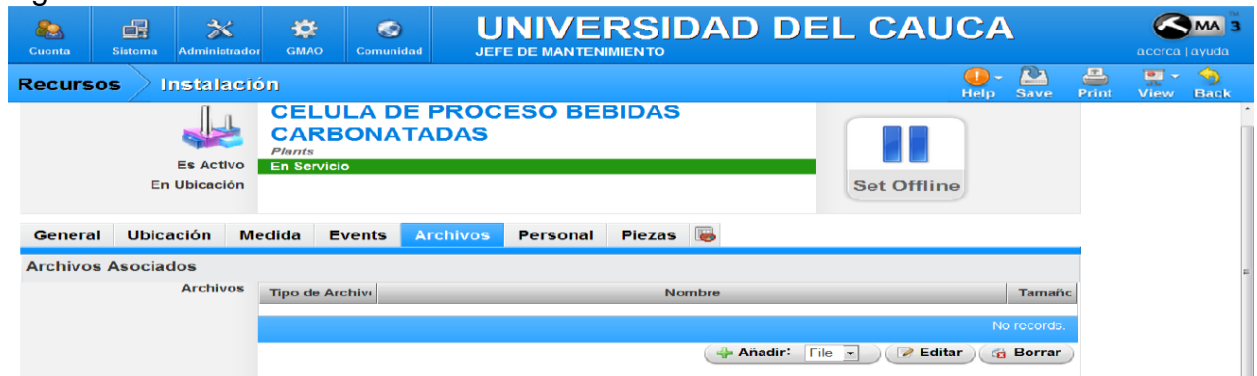 UNIVERSIDAD DEL CAUCA
JEFE DE MANTENIMIENTO
Cuenta Sistema Administrador GMAO Comunidad
MA 3
acerca | ayuda
Recursos Instalación
Help Save Print View Back
CELULA DE PROCESO BEBIDAS
CARBONATADAS
Plants
Es Activo En Servicio
En Ubicación
Set Offline
General Ubicación Medida Events Archivos Personal Piezas
Archivos Asociados
Archivos
Tipo de Archiv Nombre Tamañc
No records.
Añadir: File Editar Borrar